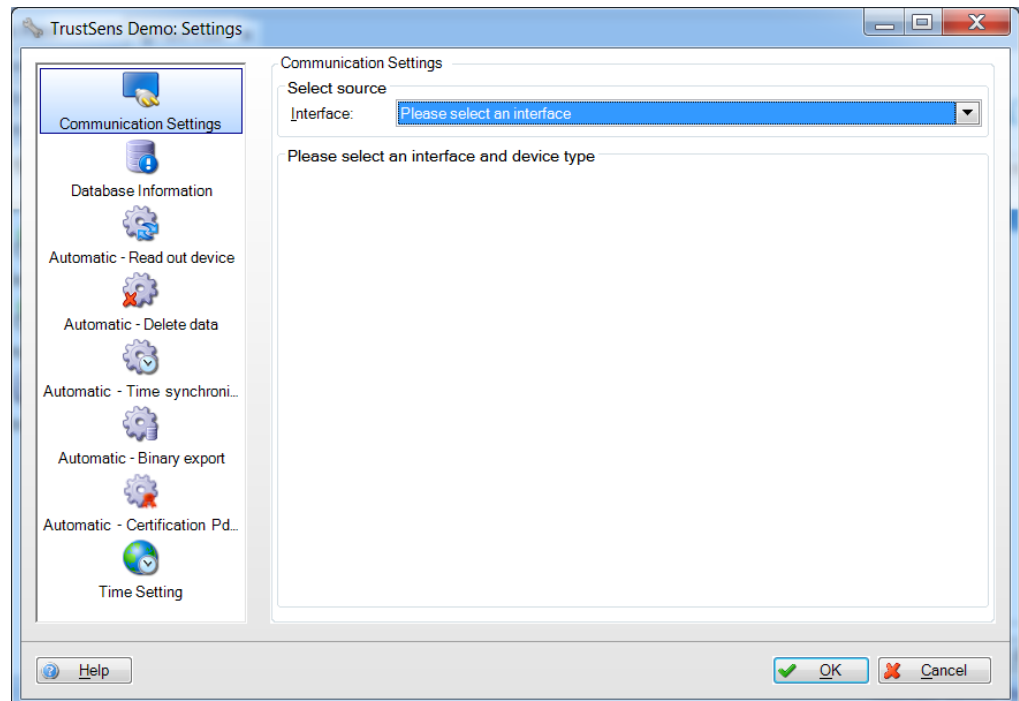 TrustSens Demo: Settings
Communication Settings
Database Information
Automatic - Read out device
Automatic - Delete data
Automatic - Time synchroni...
Automatic - Binary export
Automatic - Certification Pd...
Time Setting
Communication Settings
Select source
Interface: Please select an interface
Please select an interface and device type
Help
OK
Cancel